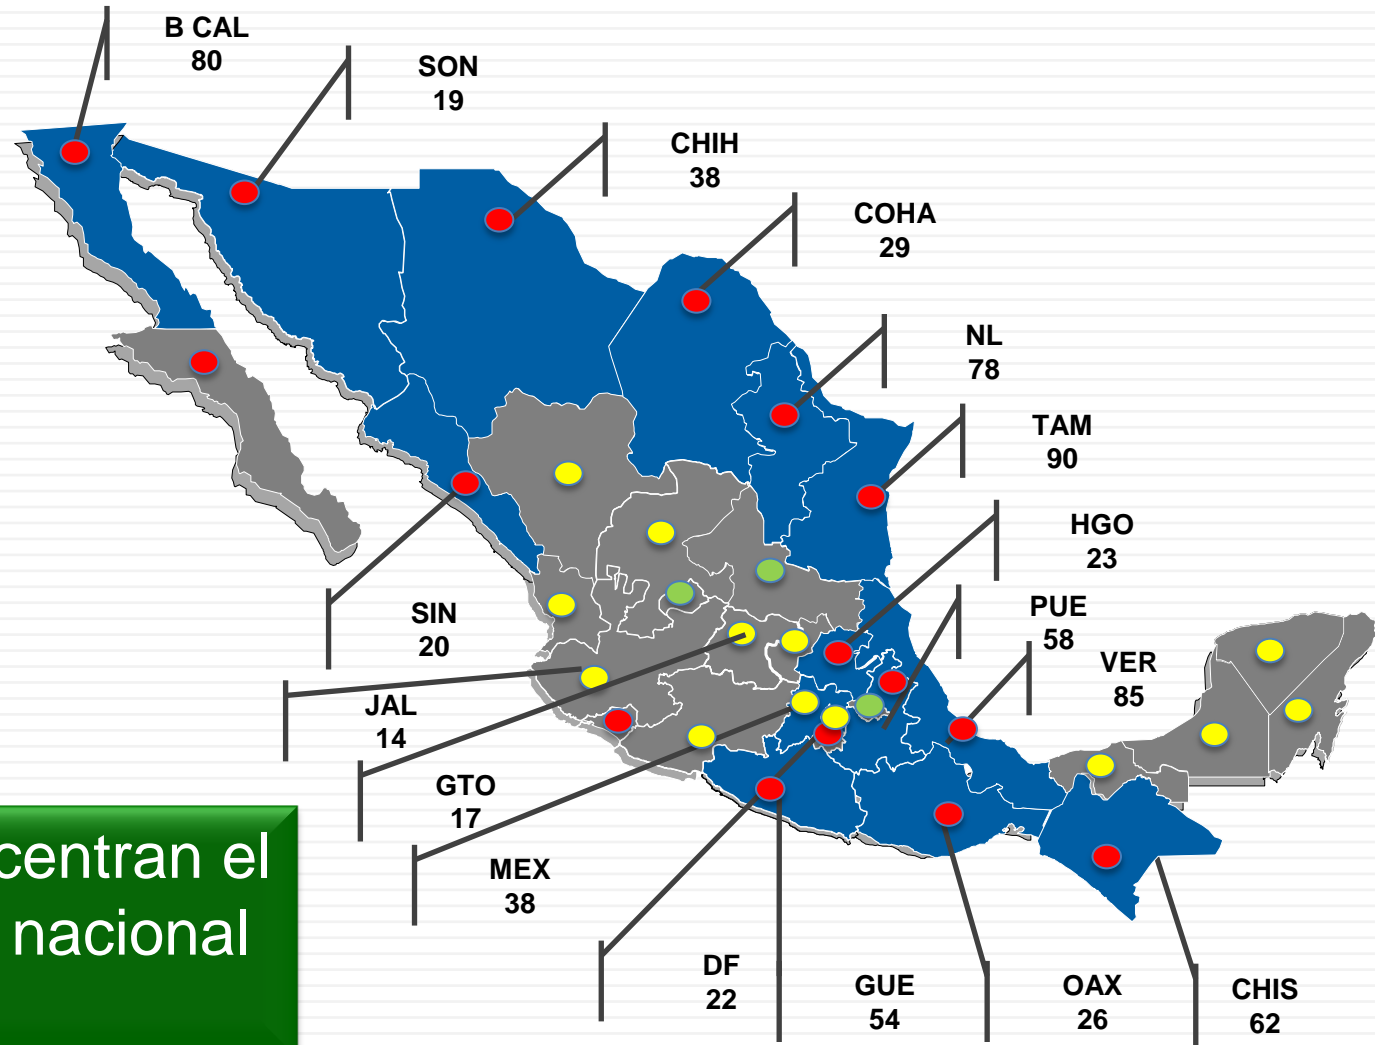 B CAL
80
SON
19
CHIH
38
COHA
29
NL
78
TAM
90
HGO
23
PUE
58
VER
85
SIN
20
JAL
14
GTO
17
MEX
38
DF
22
GUE
54
OAX
26
CHIS
62
centran el
nacional